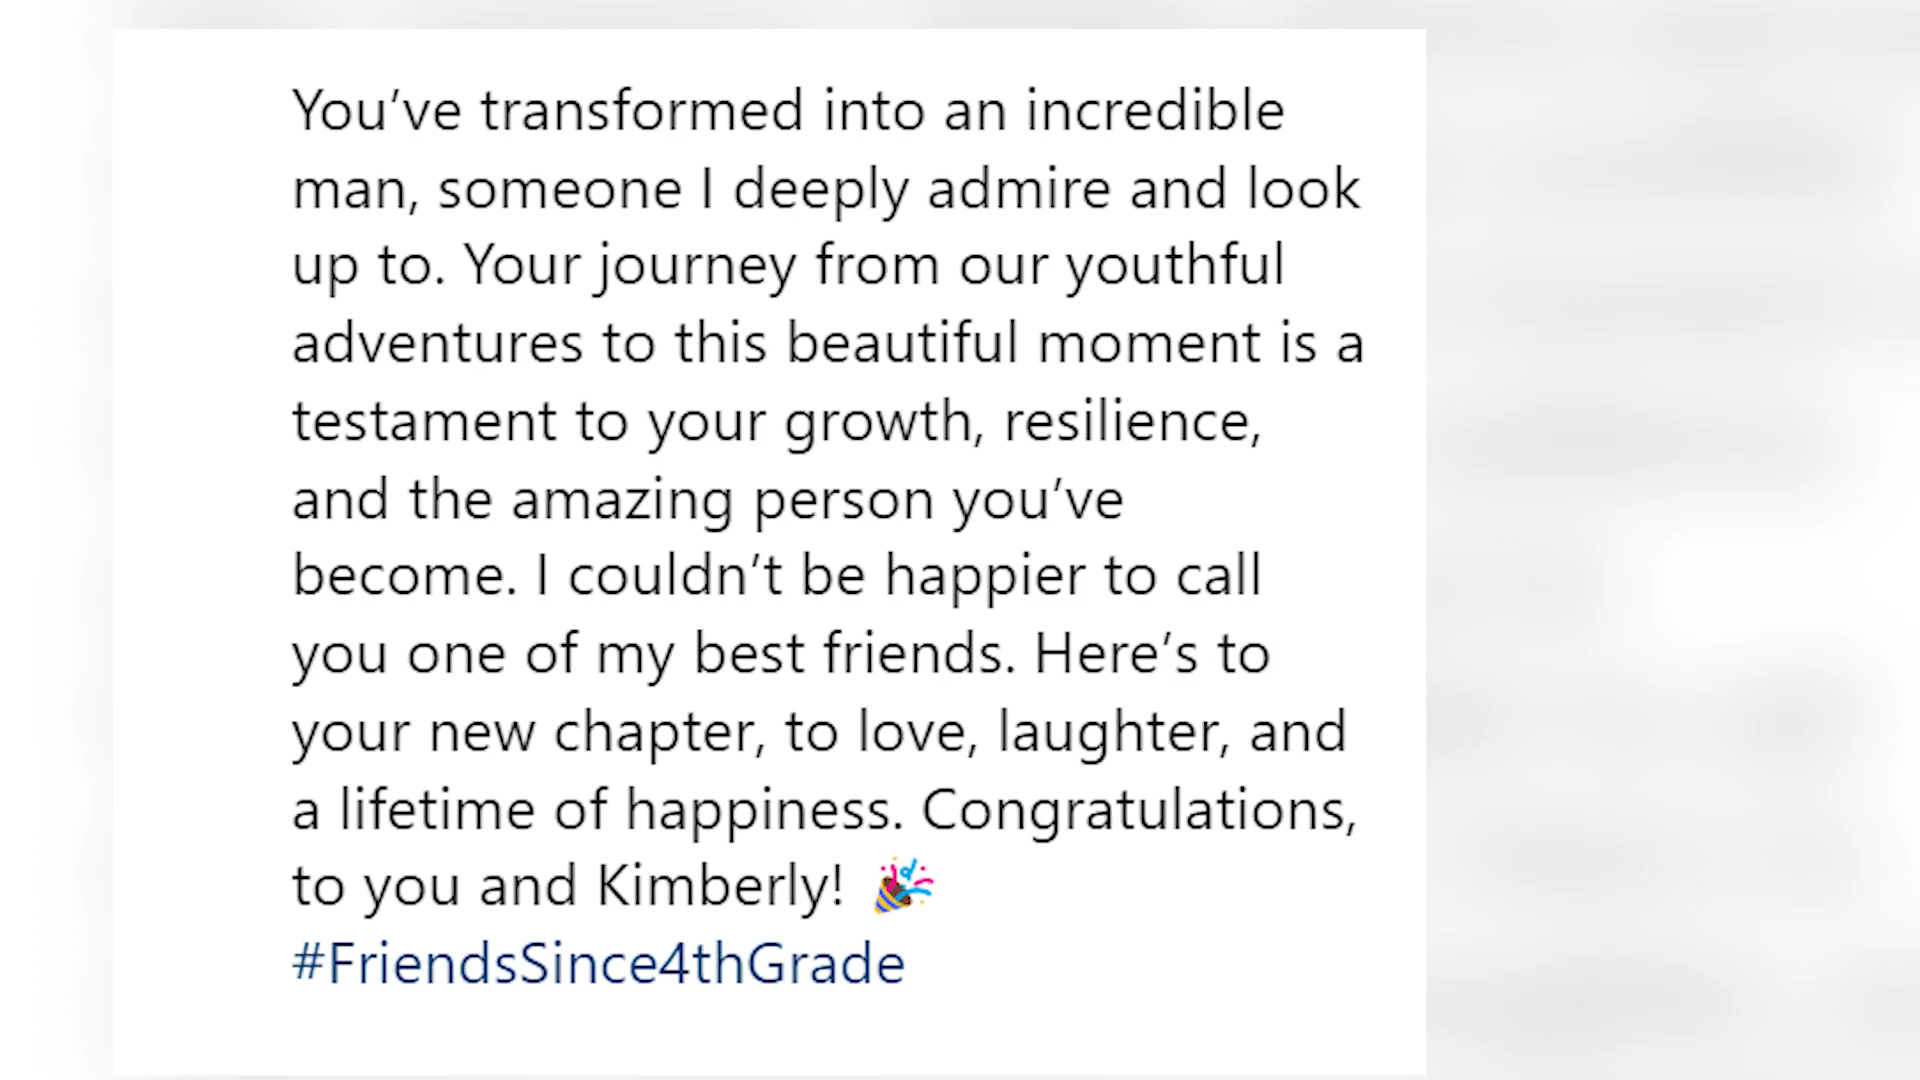 You’ve transformed into an incredible
man, someone I deeply admire and look
up to. Your journey from our youthful
adventures to this beautiful moment is a
testament to your growth, resilience,
and the amazing person you’ve
become. I couldn’t be happier to call
you one of my best friends. Here’s to
your new chapter, to love, laughter, and
a lifetime of happiness. Congratulations,
to you and Kimberly! 🎉
#FriendsSince4thGrade